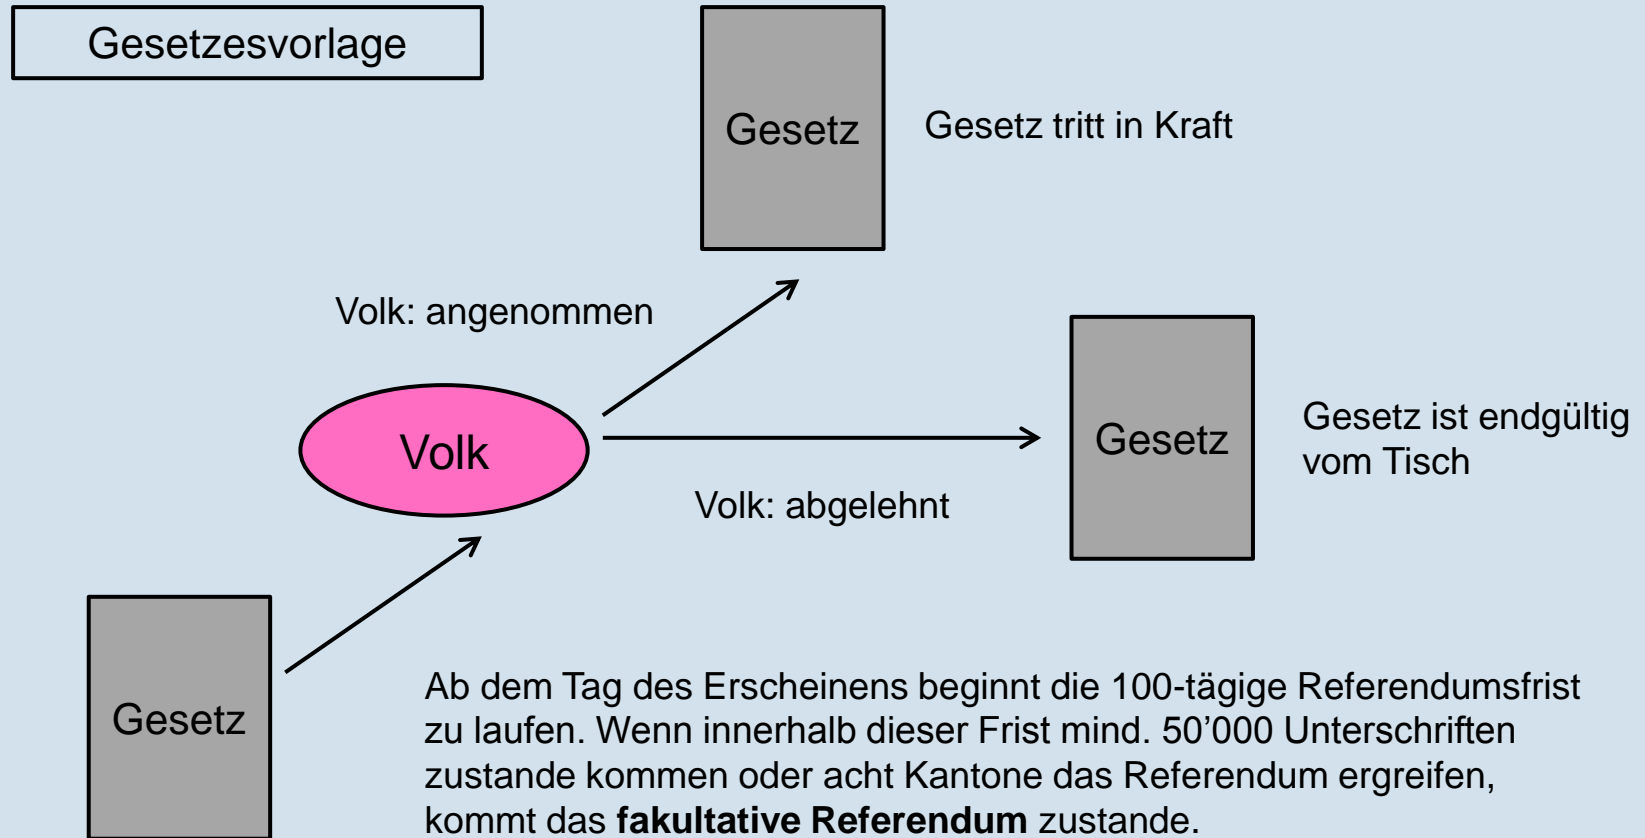 Gesetzesvorlage
Gesetz
Gesetz tritt in Kraft
Volk: angenommen
Volk
Gesetz
Gesetz ist endgültig
vom Tisch
Volk: abgelehnt
Gesetz
Ab dem Tag des Erscheinens beginnt die 100-tägige Referendumsfrist
zu laufen. Wenn innerhalb dieser Frist mind. 50’000 Unterschriften
zustande kommen oder acht Kantone das Referendum ergreifen,
kommt das fakultative Referendum zustande.